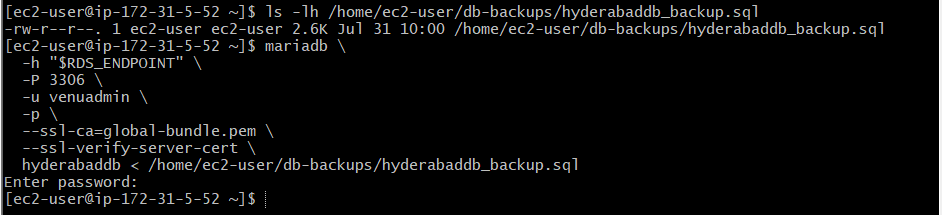 [ec2-user@ip-172-31-5-52 ~]$ ls -lh /home/ec2-user/db-backups/hyderabaddb_backup.sql
-rw-r--r--. 1 ec2-user ec2-user 2.6K Jul 31 10:00 /home/ec2-user/db-backups/hyderabaddb_backup.sql
[ec2-user@ip-172-31-5-52 ~]$ mariadb \
  -h "$RDS_ENDPOINT" \
  -P 3306 \
  -u venuadmin \
  -p \
  --ssl-ca=global-bundle.pem \
  --ssl-verify-server-cert \
  hyderabaddb < /home/ec2-user/db-backups/hyderabaddb_backup.sql
Enter password:
[ec2-user@ip-172-31-5-52 ~]$